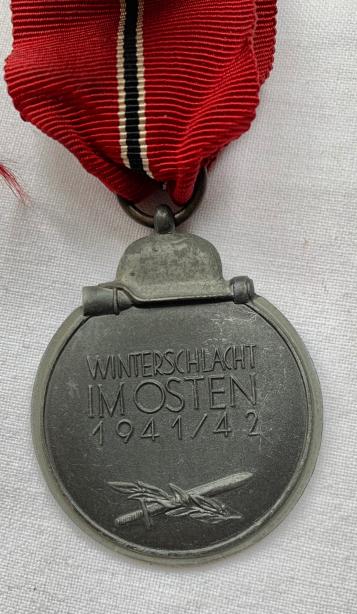 WINTERSCHLACHT
IM OSTEN
1941/42